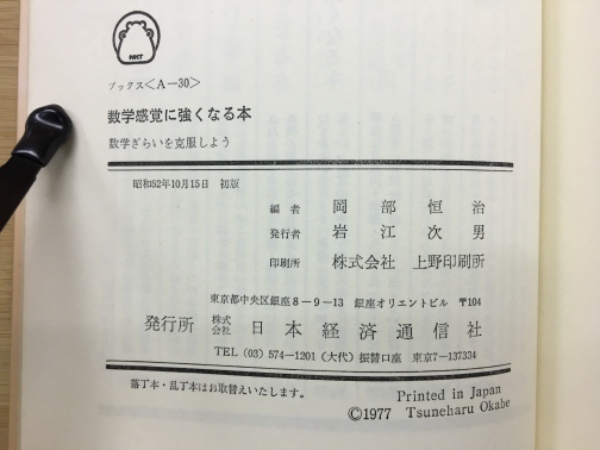 NKT
ブックス<A-30>
数学感覚に強くなる本
数学ぎらいを克服しよう
昭和52年10月15日 初版
編者 岡部恒治
発行者 岩江次男
印刷所 株式会社 上野印刷所
東京都中央区銀座8-9-13 銀座オリエントビル 〒104
発行所 株式会社 日本経済通信社
TEL (03) 574-1201 (大代) 振替口座 東京7-137334
落丁本・乱丁本はお取替えいたします。
Printed in Japan
©1977 Tsuneharu Okabe